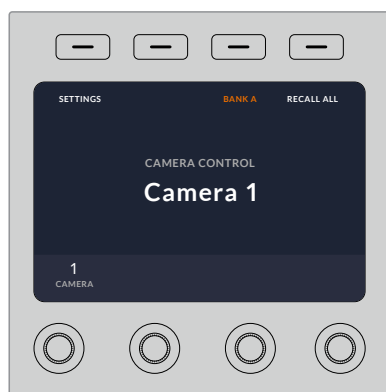 SETTINGS BANK A RECALL ALL
CAMERA CONTROL
Camera 1
1
CAMERA